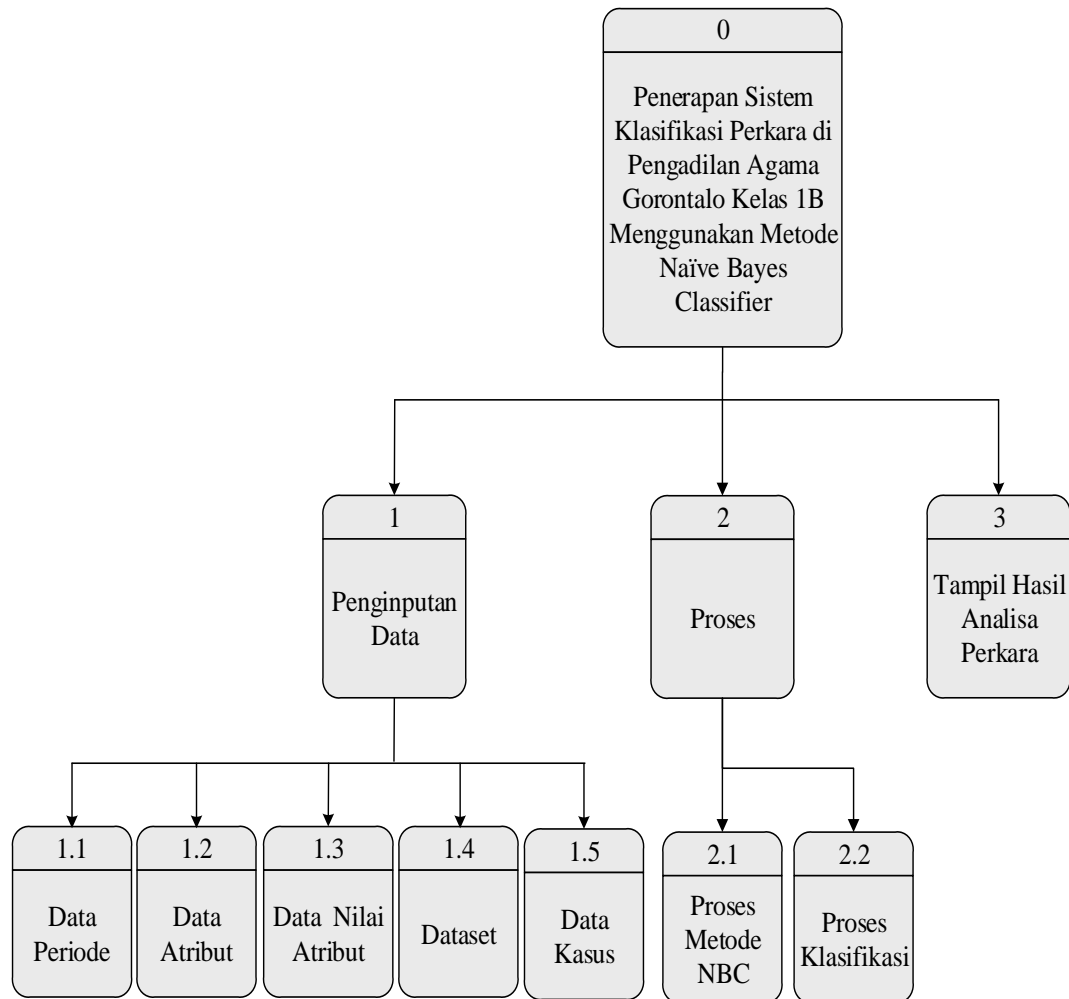 0
Penerapan Sistem
Klasifikasi Perkara di
Pengadilan Agama
Gorontalo Kelas 1B
Menggunakan Metode
Naïve Bayes
Classifier
1
Penginputan
Data
2
Proses
3
Tampil Hasil
Analisa
Perkara
1.1
Data
Periode
1.2
Data
Atribut
1.3
Data Nilai
Atribut
1.4
Dataset
1.5
Data
Kasus
2.1
Proses
Metode
NBC
2.2
Proses
Klasifikasi